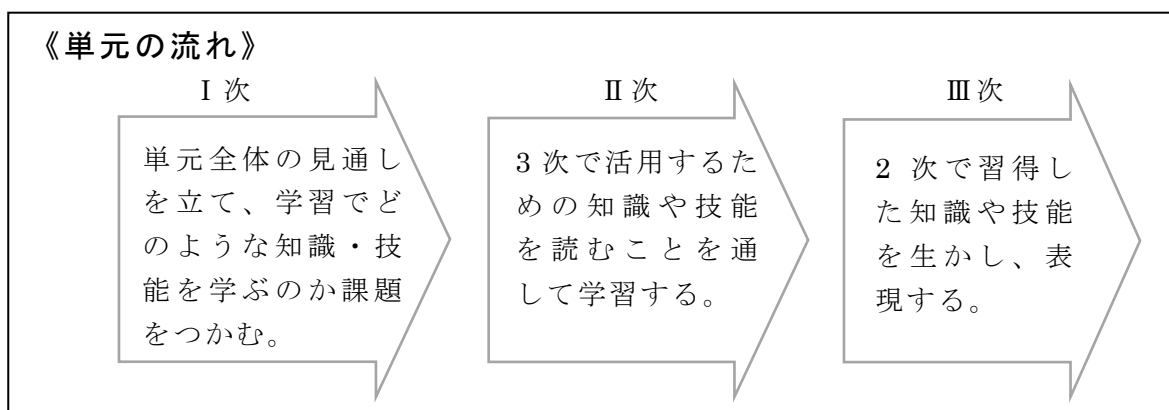 《単元の流れ》
Ⅰ次
単元全体の見通し
を立て、学習でど
のような知識・技
能を学ぶのか課題
をつかむ。
Ⅱ次
3 次で活用するた
めの知識や技能
を読むことを通
して学習する。
Ⅲ次
2 次で習得し
た知識や技能
を生かし、表
現する。